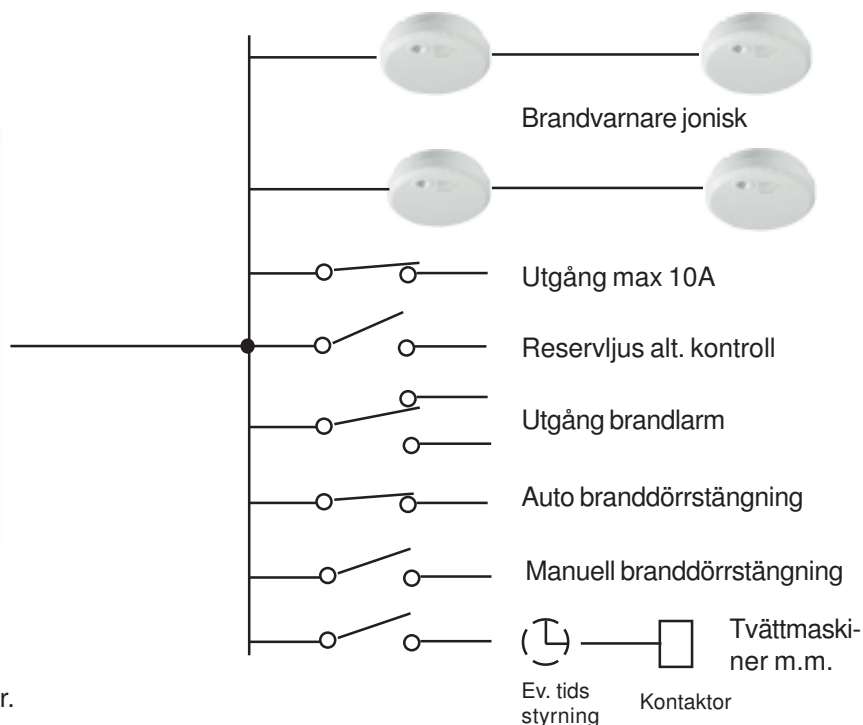 Brandvarnare jonisk
Utgång max 10A
Reservljus alt. kontroll
Utgång brandlarm
Auto branddörrstängning
Manuell branddörrstängning
Tvättmaski-
ner m.m.
Ev. tids
styrning
Kontaktor
r.